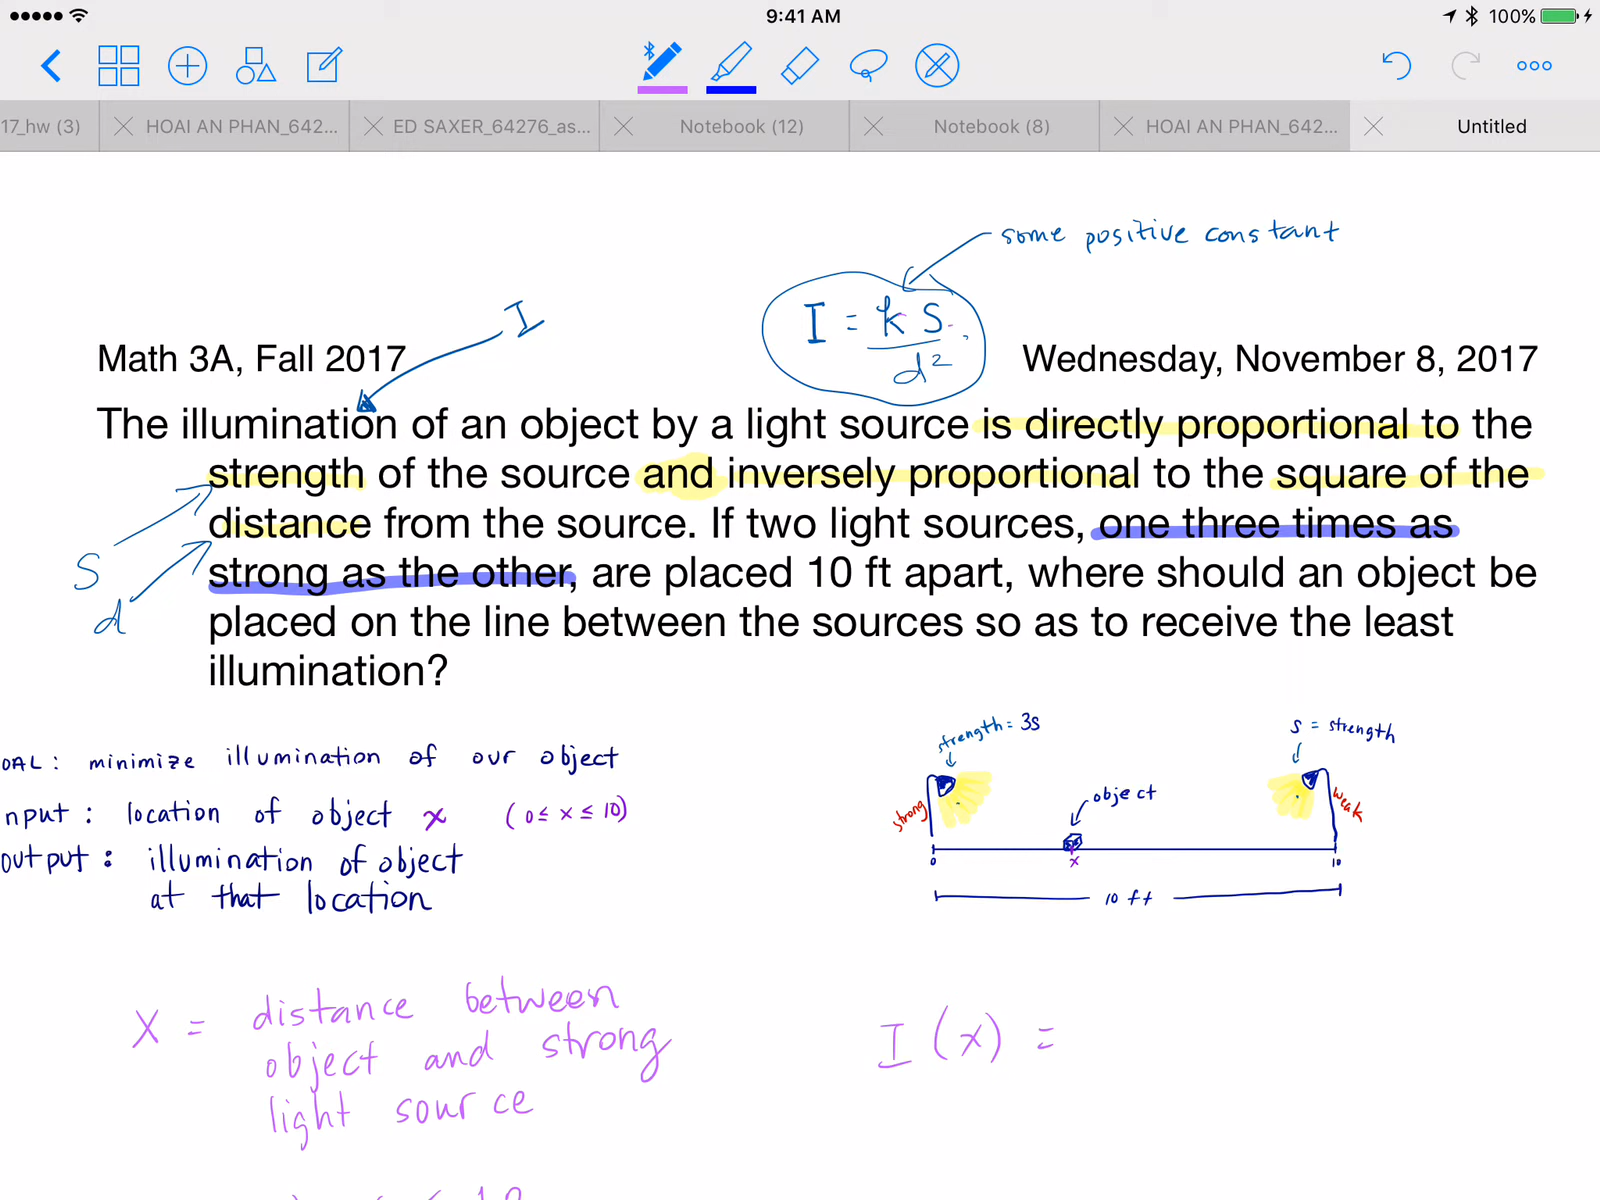 9:41 AM
100%
17_hw (3)
HOAI AN PHAN_642...
ED SAXER_64276_as...
Notebook (12)
Notebook (8)
HOAI AN PHAN_642...
Untitled
some positive constant
I = kS / d²
I
Math 3A, Fall 2017
Wednesday, November 8, 2017
The illumination of an object by a light source is directly proportional to the
strength of the source and inversely proportional to the square of the
distance from the source. If two light sources, one three times as
strong as the other, are placed 10 ft apart, where should an object be
placed on the line between the sources so as to receive the least
illumination?
S
d
OAL: minimize illumination of our object
nput: location of object x (0 ≤ x ≤ 10)
output: illumination of object
at that location
strength = 3s
s = strength
strong
object
weak
0
x
10
10 ft
x = distance between
object and strong
light source
I(x) =